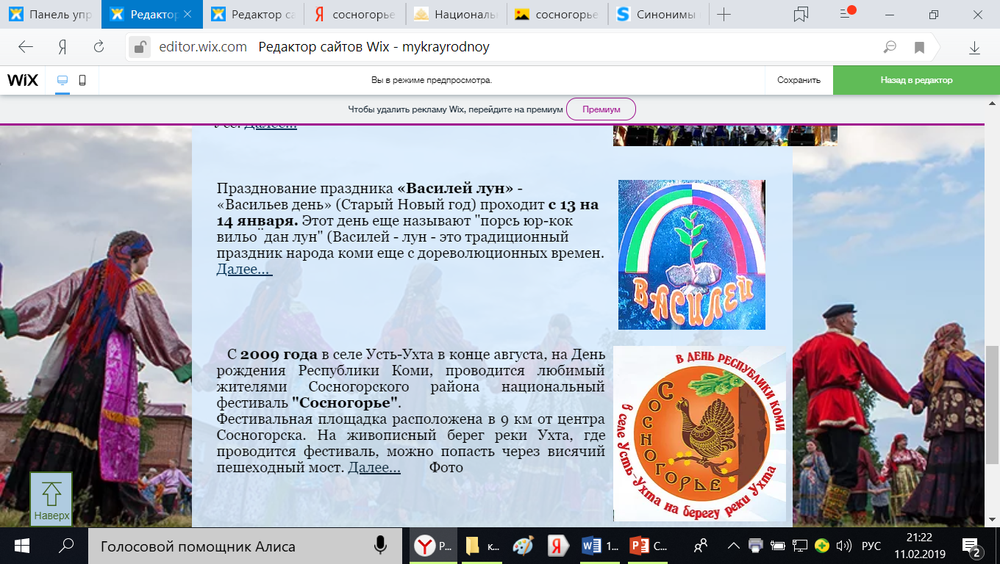 Панель упр
Редактор
Редактор са
сосногорье
Националь
сосногорье
Синонимы
editor.wix.com Редактор сайтов Wix - mykrayrodnoy
WiX
Вы в режиме предпросмотра.
Сохранить
Назад в редактор
Чтобы удалить рекламу Wix, перейдите на премиум Премиум
Далее...
Празднование праздника «Василей лун» -
«Васильев день» (Старый Новый год) проходит с 13 на
14 января. Этот день еще называют "порсь юр-кок
вильо¨дан лун" (Василей - лун - это традиционный
праздник народа коми еще с дореволюционных времен.
Далее...
ВАСИЛЕЙ
С 2009 года в селе Усть-Ухта в конце августа, на День
рождения Республики Коми, проводится любимый
жителями Сосногорского района национальный
фестиваль "Сосногорье".
Фестивальная площадка расположена в 9 км от центра
Сосногорска. На живописный берег реки Ухта, где
проводится фестиваль, можно попасть через висячий
пешеходный мост. Далее... Фото
В ДЕНЬ РЕСПУБЛИКИ КОМИ
СОСНОГОРЬЕ
в селе Усть-Ухта на берегу реки Ухта
Наверх
Голосовой помощник Алиса
Р...
к...
1...
С...
РУС
21:22
11.02.2019
2